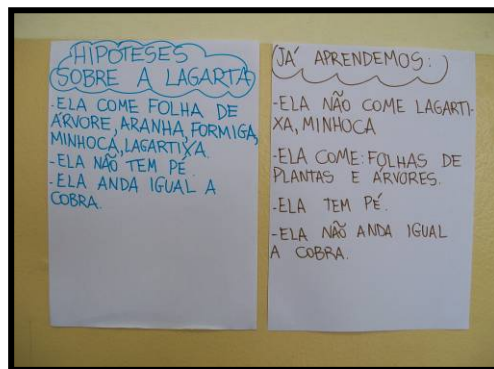 HIPÓTESES
SOBRE A LAGARTA
-ELA COME FOLHA DE
ÁRVORE, ARANHA, FORMIGA,
MINHOCA, LAGARTIXA.
-ELA NÃO TEM PÉ.
-ELA ANDA IGUAL A
COBRA.
JÁ APRENDEMOS:
-ELA NÃO COME LAGARTI-
XA, MINHOCA
-ELA COME: FOLHAS DE
PLANTAS E ÁRVORES.
-ELA TEM PÉ.
-ELA NÃO ANDA IGUAL
A COBRA.